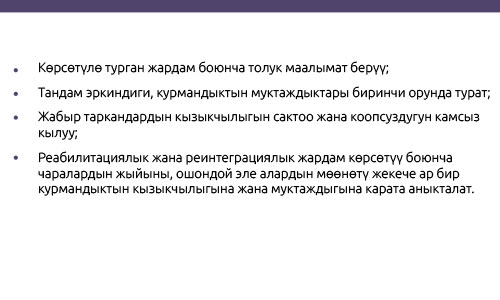 • Көрсөтүлө турган жардам боюнча толук маалымат берүү;
• Тандам эркиндиги, курмандыктын муктаждыктары биринчи орунда турат;
• Жабыр таркандардын кызыкчылыгын сактоо жана коопсуздугун камсыз
кылуу;
• Реабилитациялык жана реинтеграциялык жардам көрсөтүү боюнча
чаралардын жыйыны, ошондой эле алардын мөөнөтү жекече ар бир
курмандыктын кызыкчылыгына жана муктаждыгына карата аныкталат.